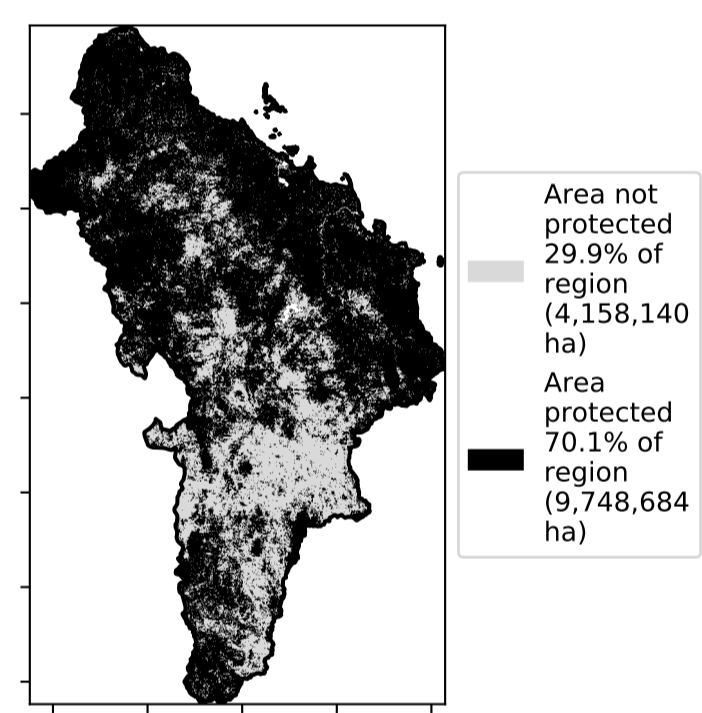 Area not
protected
29.9% of
region
(4,158,140
ha)
Area
protected
70.1% of
region
(9,748,684
ha)